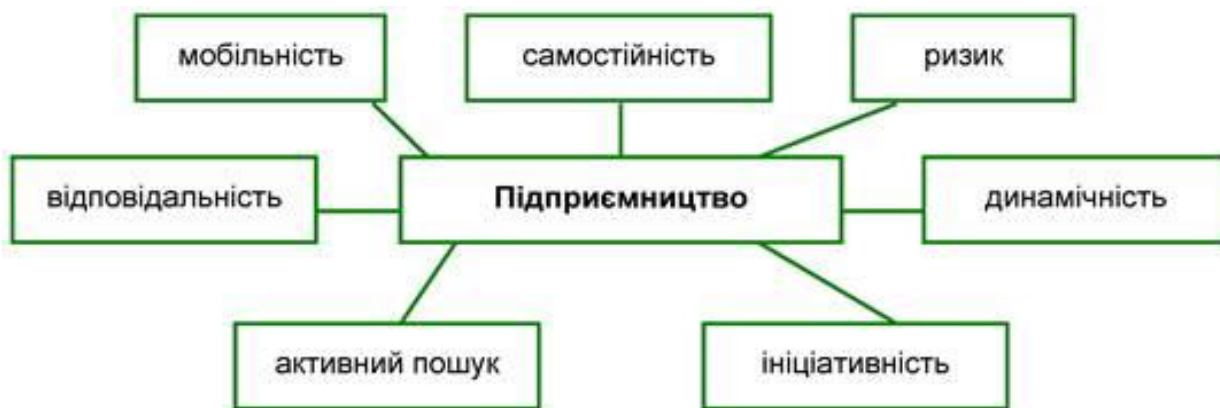 мобільність
самостійність
ризик
відповідальність
Підприємництво
динамічність
активний пошук
ініціативність